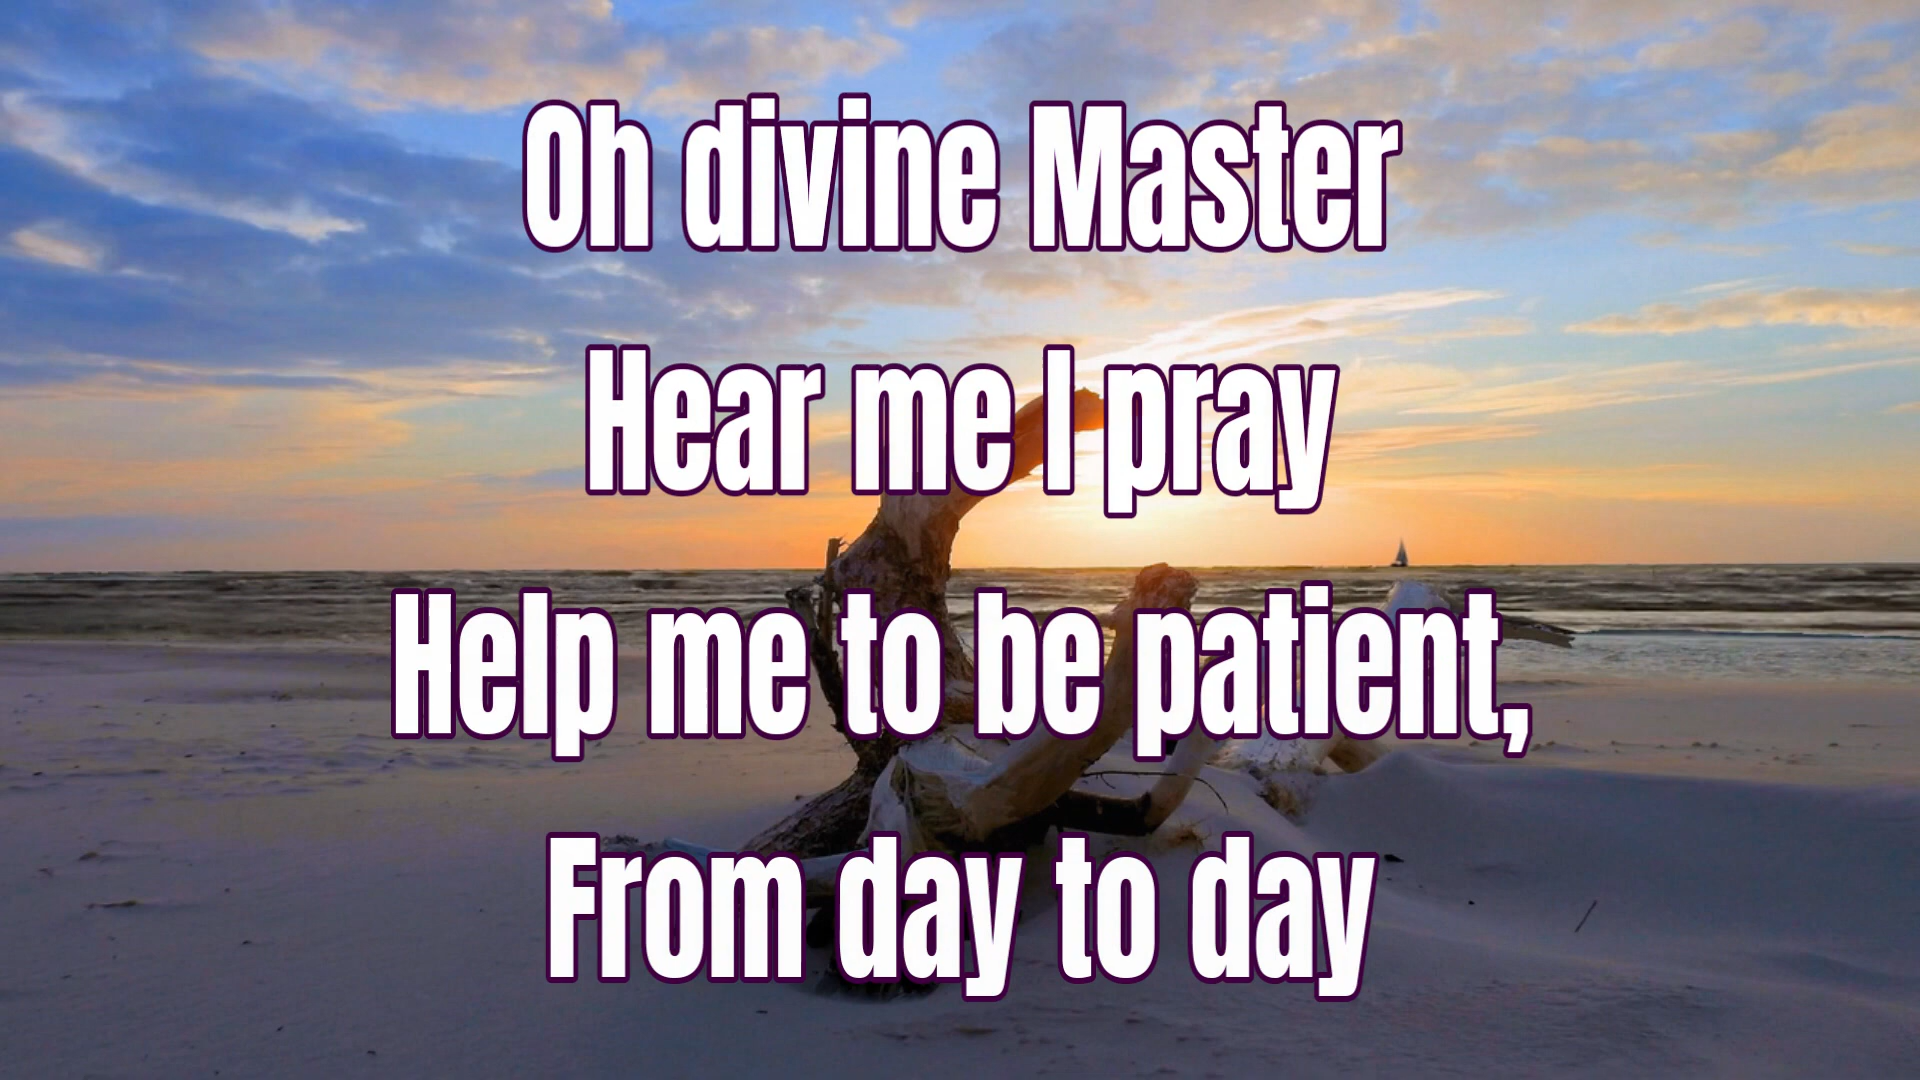 Oh divine Master
Hear me I pray
Help me to be patient,
From day to day